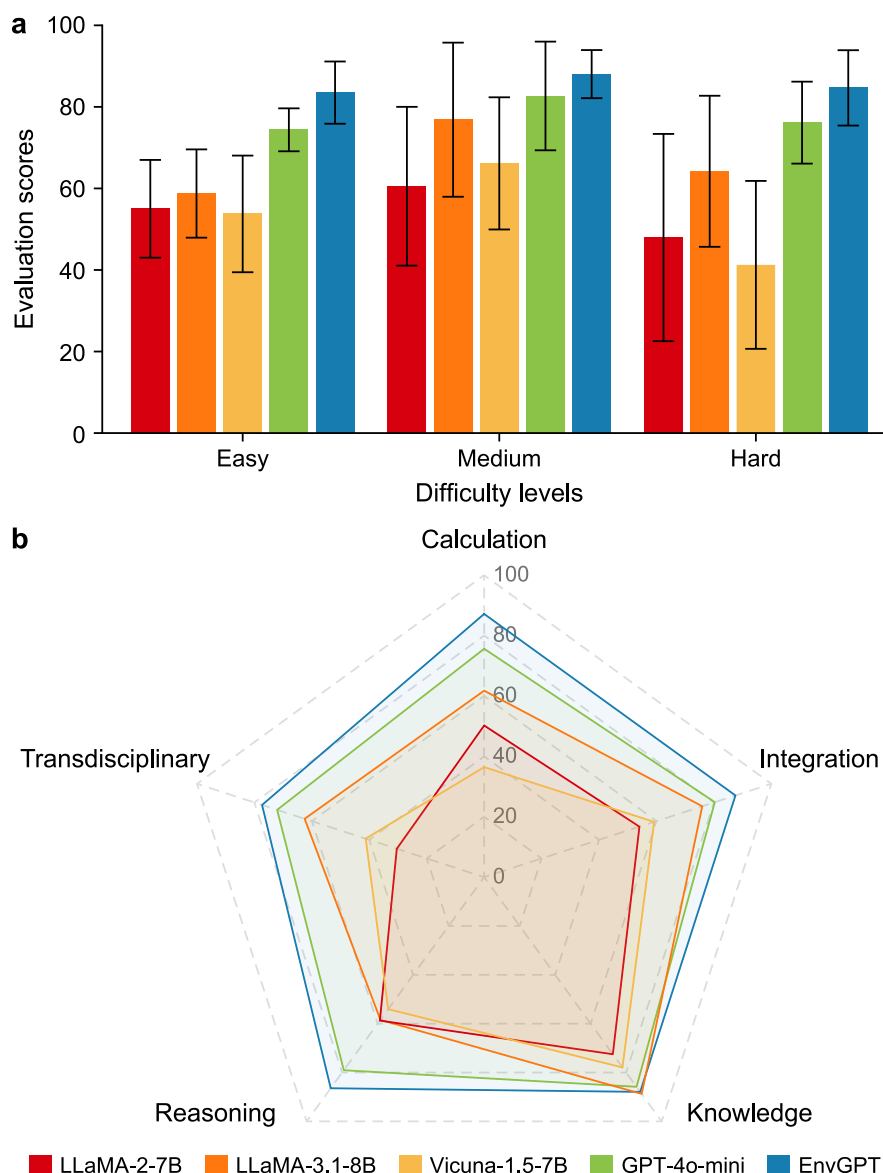 a
100
80
60
40
20
0
Evaluation scores
Easy Medium Hard
Difficulty levels
b
Calculation
100
80
60
40
20
0
Transdisciplinary
Integration
Reasoning
Knowledge
LLaMA-2-7B LLaMA-3.1-8B Vicuna-1.5-7B GPT-4o-mini EnvGPT